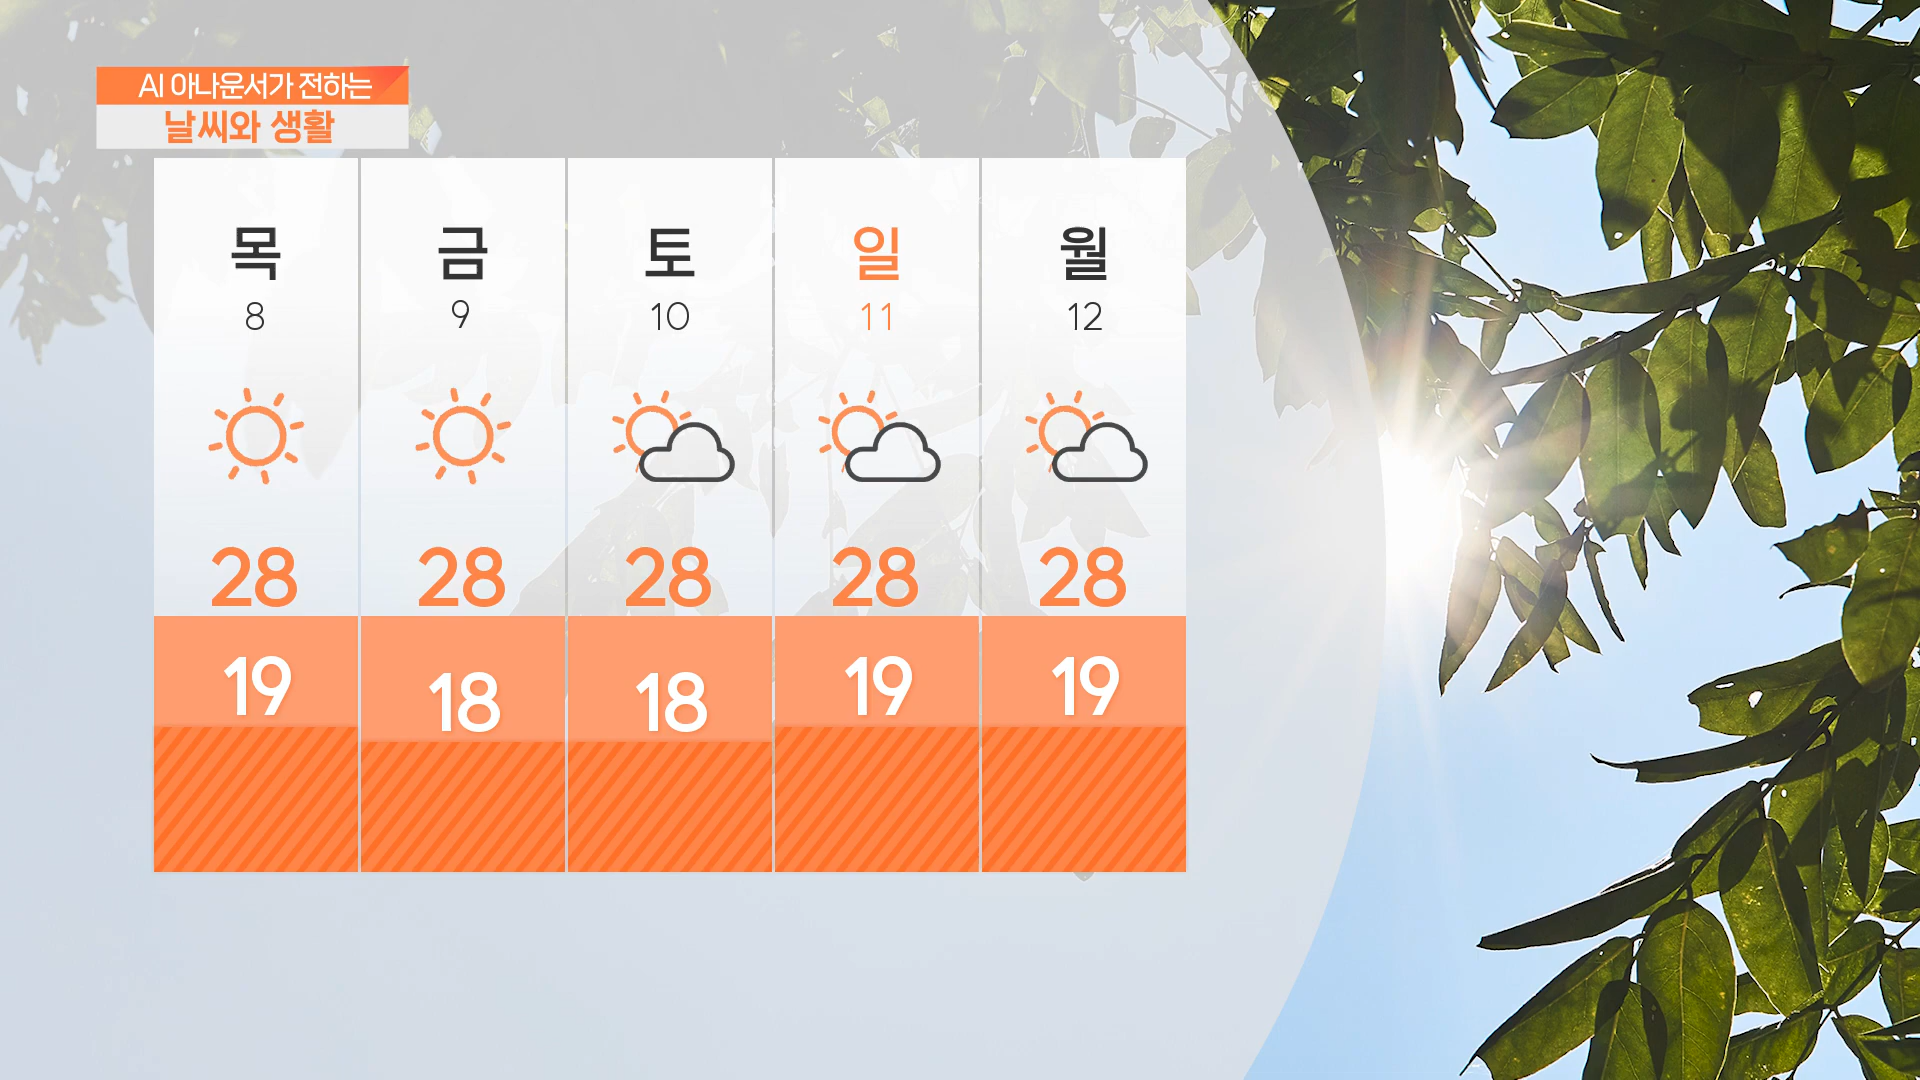 AI 아나운서가 전하는
날씨와 생활
목 금 토 일 월
8 9 10 11 12
28 28 28 28 28
19 18 18 19 19